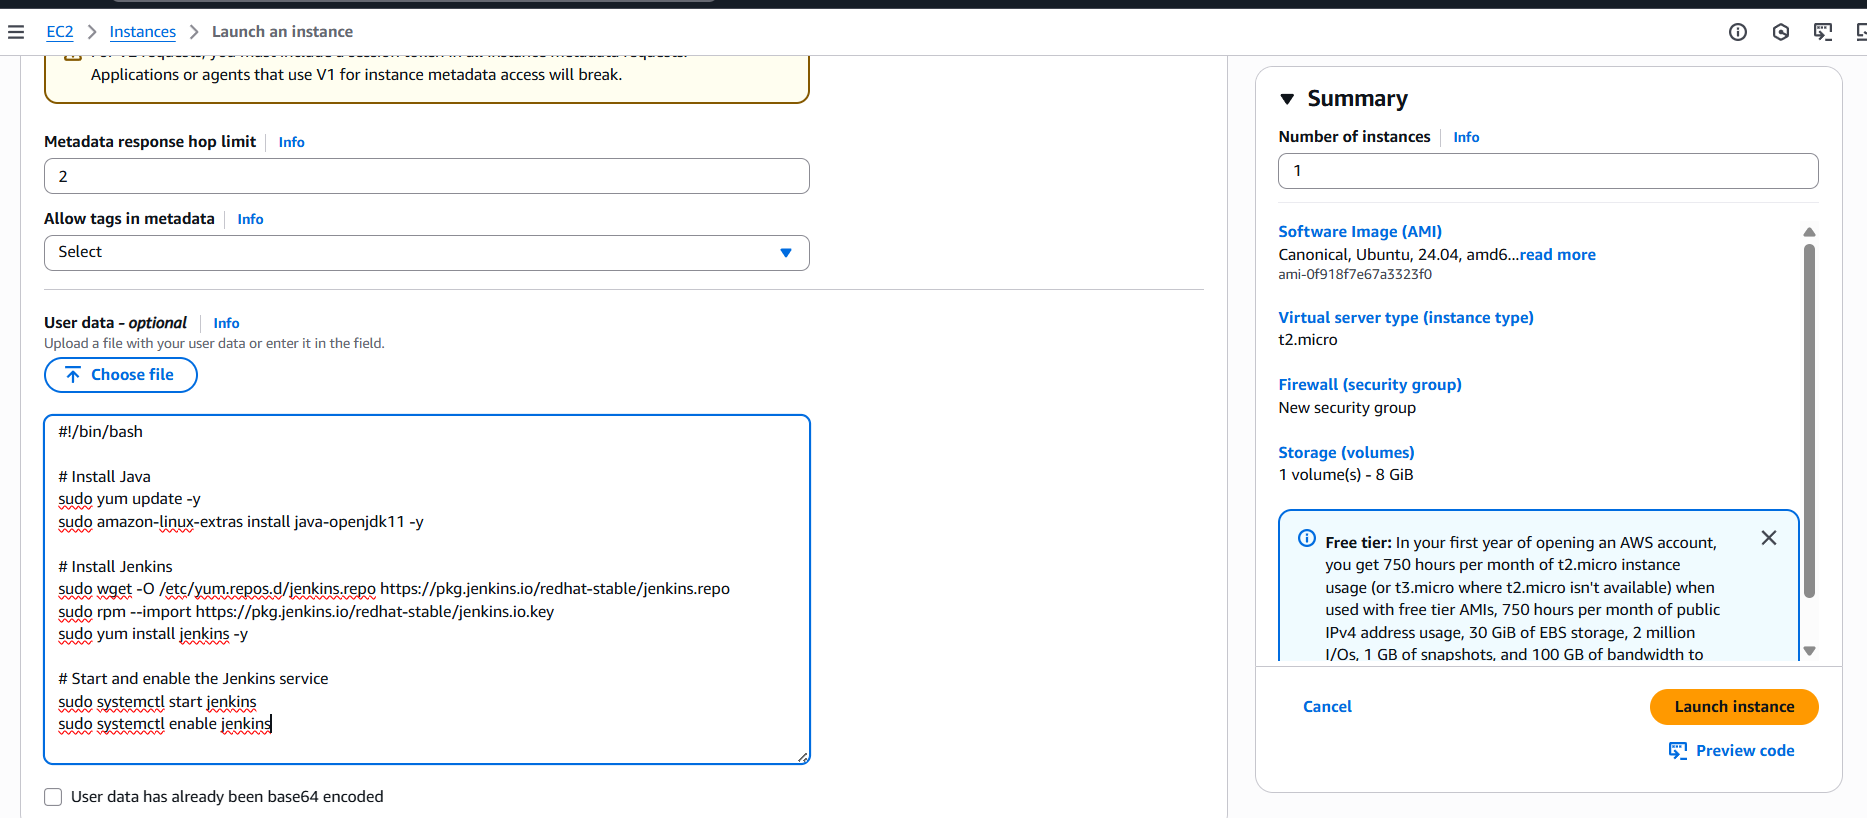 EC2 > Instances > Launch an instance
Applications or agents that use V1 for instance metadata access will break.
Metadata response hop limit | Info
2
Allow tags in metadata | Info
Select
User data - optional | Info
Upload a file with your user data or enter it in the field.
Choose file
#!/bin/bash
# Install Java
sudo yum update -y
sudo amazon-linux-extras install java-openjdk11 -y
# Install Jenkins
sudo wget -O /etc/yum.repos.d/jenkins.repo https://pkg.jenkins.io/redhat-stable/jenkins.repo
sudo rpm --import https://pkg.jenkins.io/redhat-stable/jenkins.io.key
sudo yum install jenkins -y
# Start and enable the Jenkins service
sudo systemctl start jenkins
sudo systemctl enable jenkins
User data has already been base64 encoded
Summary
Number of instances | Info
1
Software Image (AMI)
Canonical, Ubuntu, 24.04, amd6...read more
ami-0f918f7e67a3323f0
Virtual server type (instance type)
t2.micro
Firewall (security group)
New security group
Storage (volumes)
1 volume(s) - 8 GiB
Free tier: In your first year of opening an AWS account,
you get 750 hours per month of t2.micro instance
usage (or t3.micro where t2.micro isn't available) when
used with free tier AMIs, 750 hours per month of public
IPv4 address usage, 30 GiB of EBS storage, 2 million
I/Os, 1 GB of snapshots, and 100 GB of bandwidth to
Cancel
Launch instance
Preview code